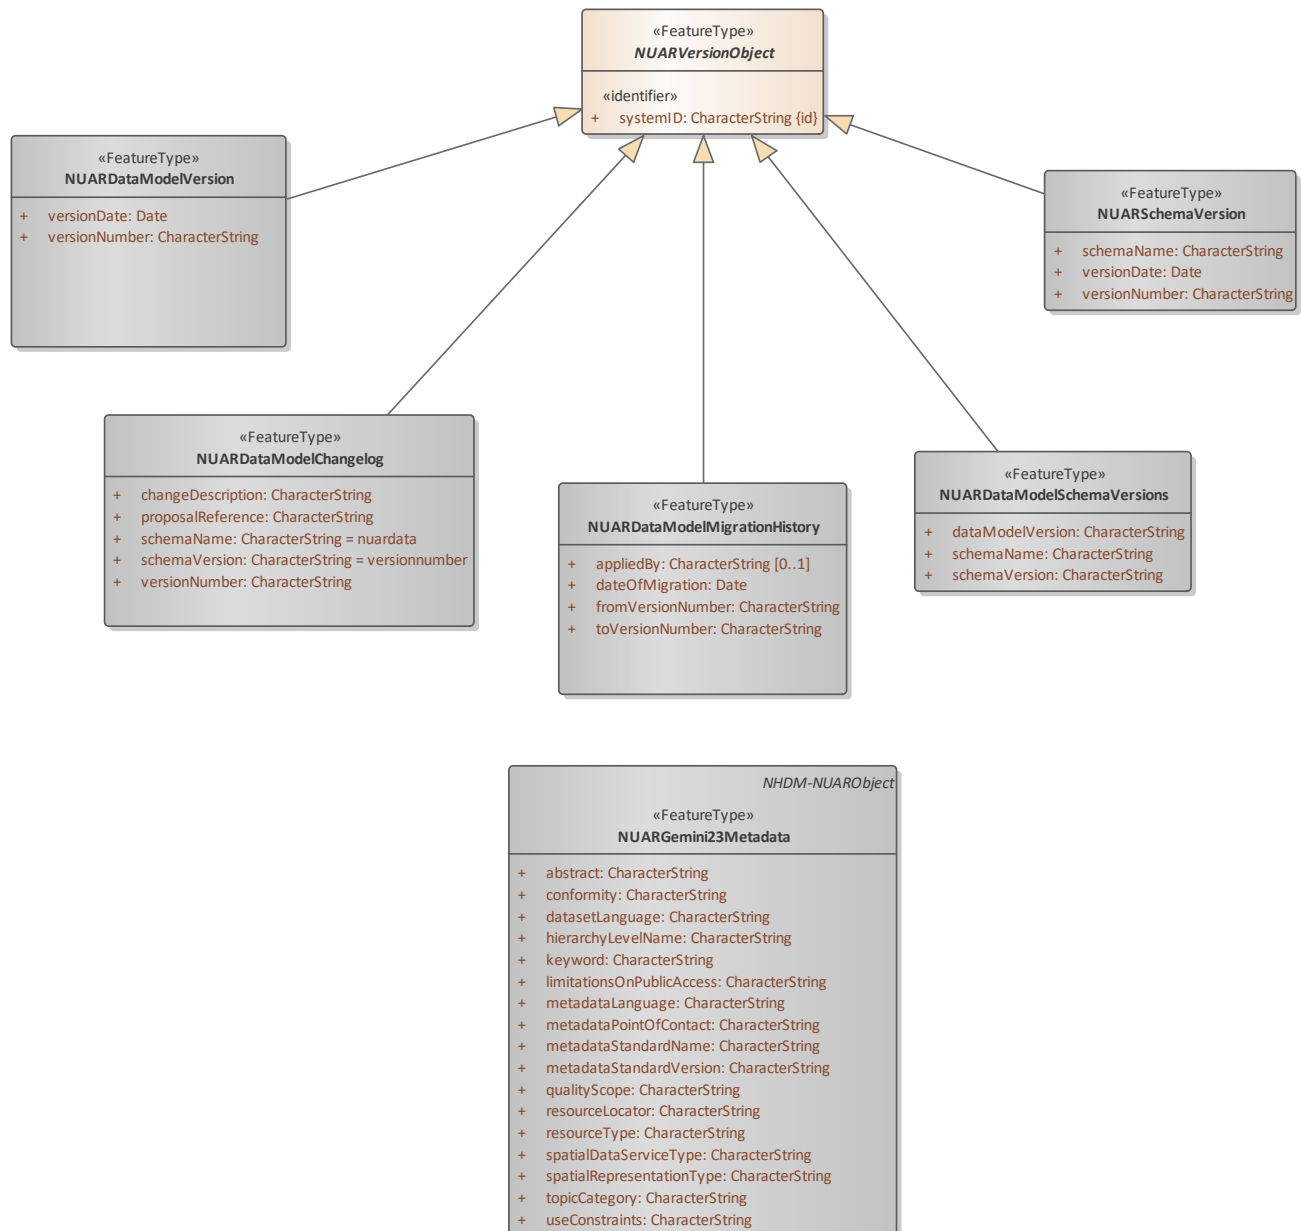 «FeatureType»
NUARVersionObject
«identifier»
+ systemID: CharacterString {id}
«FeatureType»
NUARDataModelVersion
+ versionDate: Date
+ versionNumber: CharacterString
«FeatureType»
NUARSchemaVersion
+ schemaName: CharacterString
+ versionDate: Date
+ versionNumber: CharacterString
«FeatureType»
NUARDataModelChangelog
+ changeDescription: CharacterString
+ proposalReference: CharacterString
+ schemaName: CharacterString = nuardata
+ schemaVersion: CharacterString = versionnumber
+ versionNumber: CharacterString
«FeatureType»
NUARDataModelMigrationHistory
+ appliedBy: CharacterString [0..1]
+ dateOfMigration: Date
+ fromVersionNumber: CharacterString
+ toVersionNumber: CharacterString
«FeatureType»
NUARDataModelSchemaVersions
+ dataModelVersion: CharacterString
+ schemaName: CharacterString
+ schemaVersion: CharacterString
NHDM-NUARObject
«FeatureType»
NUARGemini23Metadata
+ abstract: CharacterString
+ conformity: CharacterString
+ datasetLanguage: CharacterString
+ hierarchyLevelName: CharacterString
+ keyword: CharacterString
+ limitationsOnPublicAccess: CharacterString
+ metadataLanguage: CharacterString
+ metadataPointOfContact: CharacterString
+ metadataStandardName: CharacterString
+ metadataStandardVersion: CharacterString
+ qualityScope: CharacterString
+ resourceLocator: CharacterString
+ resourceType: CharacterString
+ spatialDataServiceType: CharacterString
+ spatialRepresentationType: CharacterString
+ topicCategory: CharacterString
+ useConstraints: CharacterString